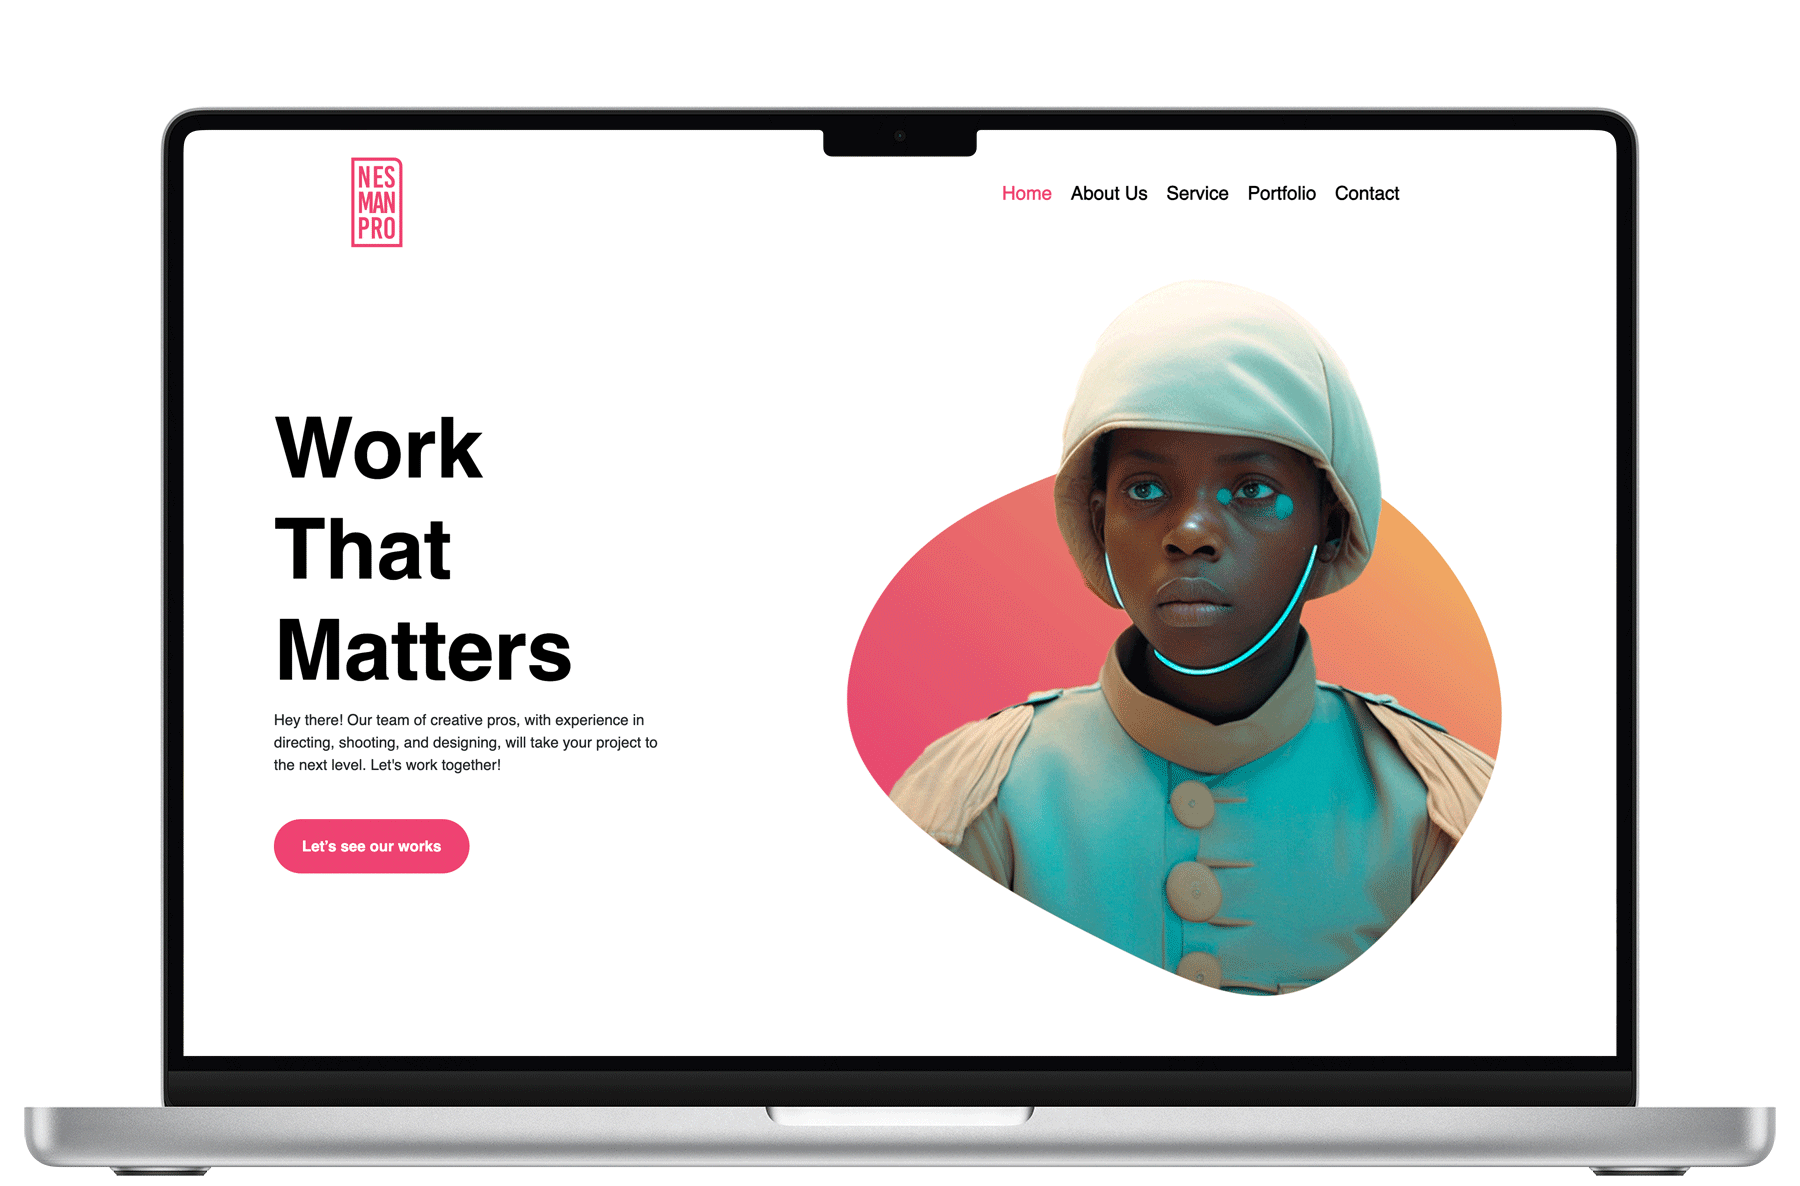 NES
MAN
PRO
Home About Us Service Portfolio Contact
Work
That
Matters
Hey there! Our team of creative pros, with experience in
directing, shooting, and designing, will take your project to
the next level. Let's work together!
Let's see our works